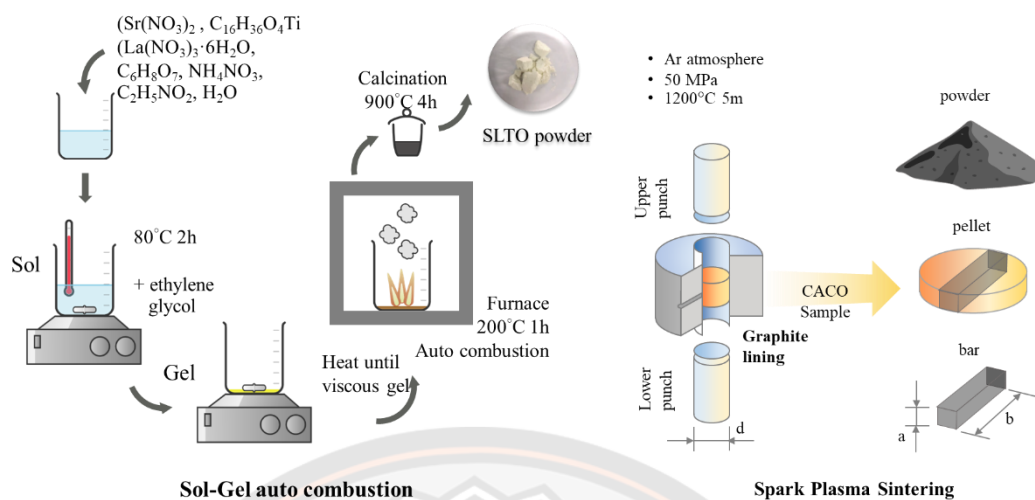 (Sr(NO3)2 , C16H36O4Ti
(La(NO3)3·6H2O,
C6H8O7, NH4NO3,
C2H5NO2, H2O
Sol
80°C 2h
+ ethylene
glycol
Gel
Heat until
viscous gel
Furnace
200°C 1h
Auto combustion
Calcination
900°C 4h
SLTO powder
Sol-Gel auto combustion
• Ar atmosphere
• 50 MPa
• 1200°C 5m
Upper
punch
Graphite
lining
Lower
punch
d
CACO
Sample
powder
pellet
bar
a
b
Spark Plasma Sintering